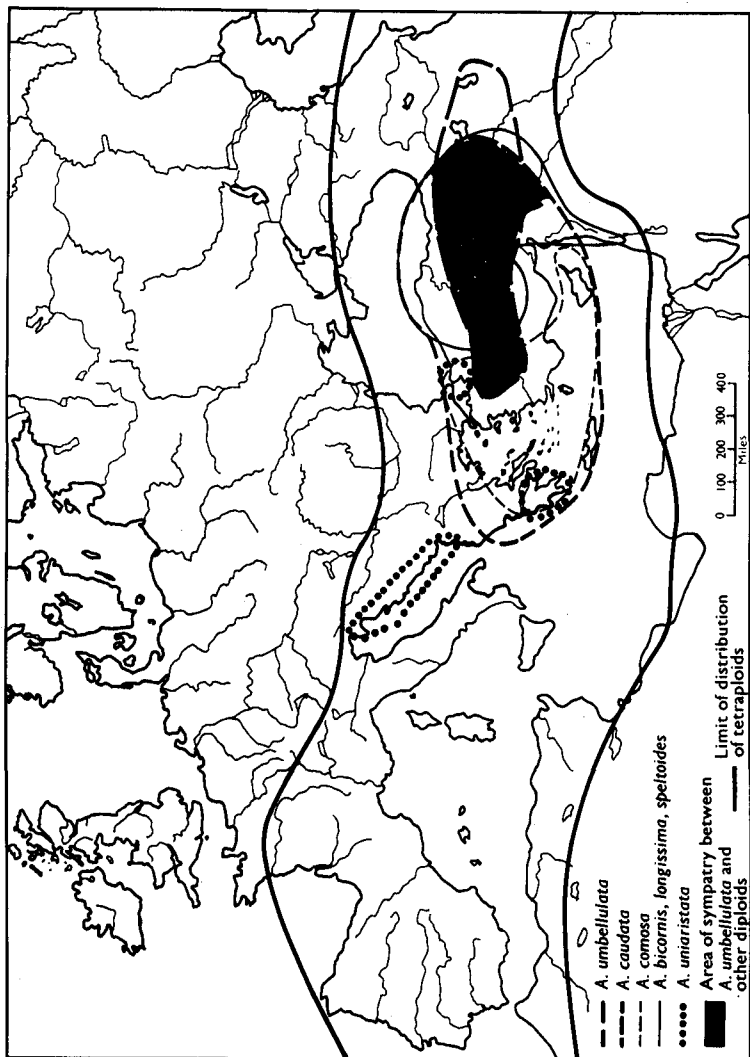 A. umbellulata
A. caudata
A. comosa
A. bicornis, longissima, speltoides
A. uniaristata
Area of sympatry between
A. umbellulata and
other diploids
Limit of distribution
of tetraploids
0 100 200 300 400
Miles